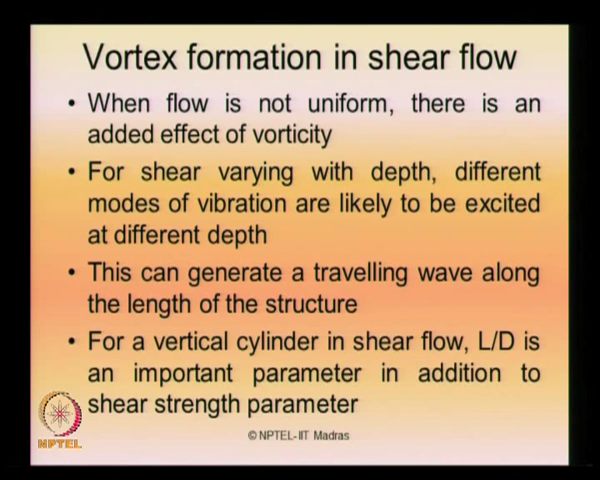 Vortex formation in shear flow
• When flow is not uniform, there is an
added effect of vorticity
• For shear varying with depth, different
modes of vibration are likely to be excited
at different depth
• This can generate a travelling wave along
the length of the structure
• For a vertical cylinder in shear flow, L/D is
an important parameter in addition to
shear strength parameter
NPTEL
© NPTEL-IIT Madras